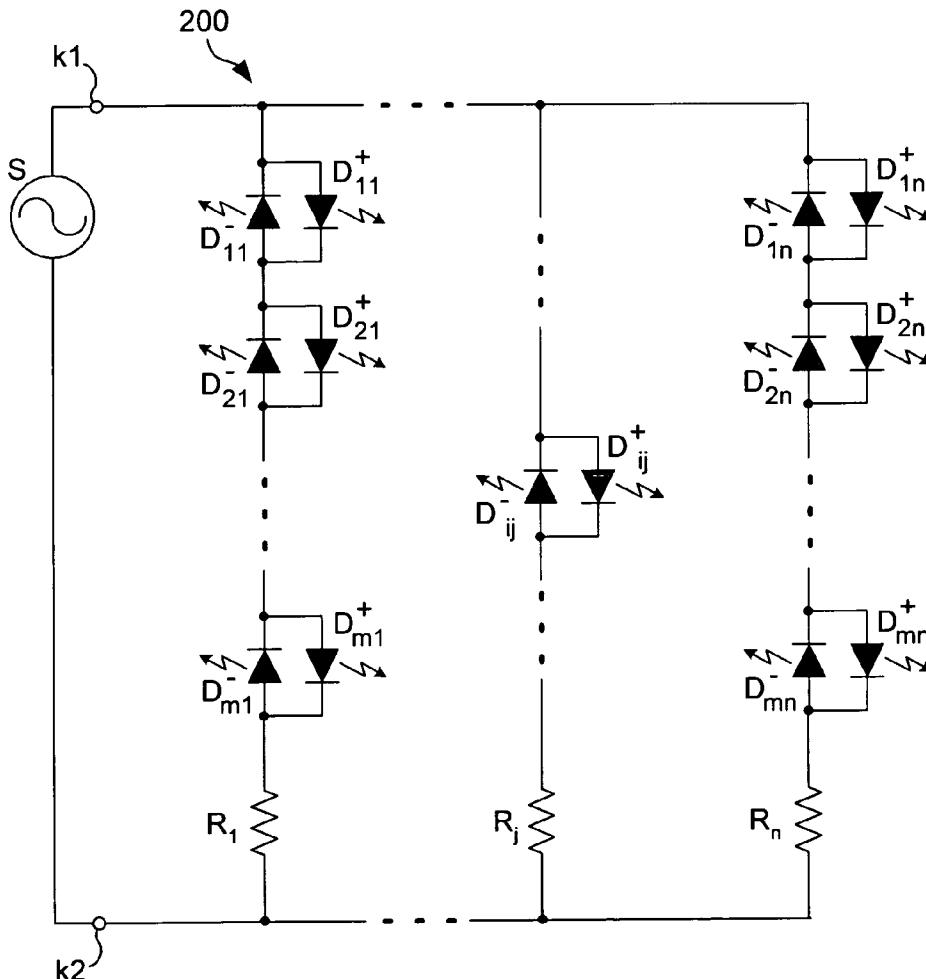 200
k1
S
D₁₁⁺
D₁₁⁻
D₁ₙ⁺
D₁ₙ⁻
D₂₁⁺
D₂₁⁻
D₂ₙ⁺
D₂ₙ⁻
Dᵢⱼ⁺
Dᵢⱼ⁻
Dₘ₁⁺
Dₘ₁⁻
Dₘₙ⁺
Dₘₙ⁻
R₁
Rⱼ
Rₙ
k2